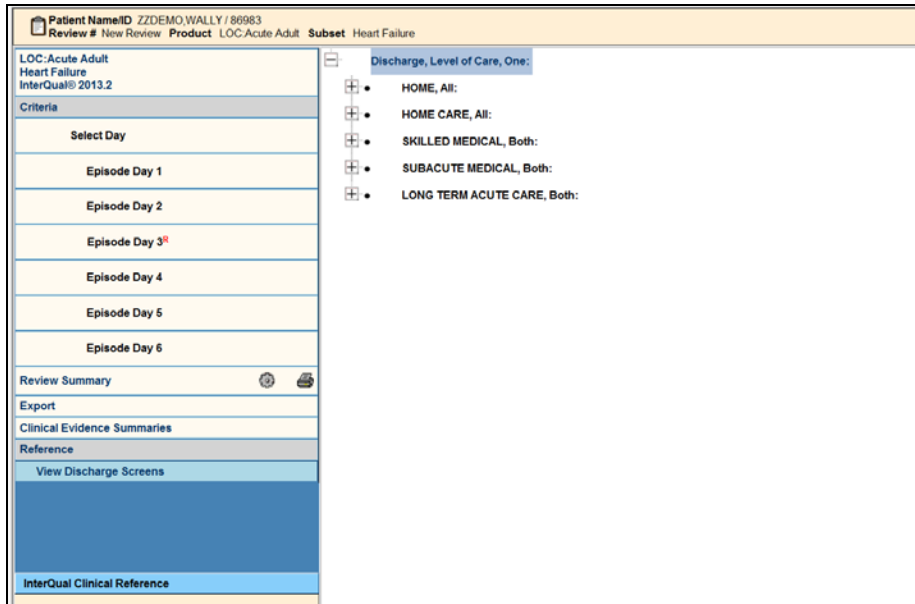 Patient Name/ID ZZDEMO,WALLY / 86983
Review # New Review Product LOC:Acute Adult Subset Heart Failure
LOC:Acute Adult
Heart Failure
InterQual® 2013.2
Criteria
Select Day
Episode Day 1
Episode Day 2
Episode Day 3R
Episode Day 4
Episode Day 5
Episode Day 6
Review Summary
Export
Clinical Evidence Summaries
Reference
View Discharge Screens
InterQual Clinical Reference
Discharge, Level of Care, One:
HOME, All:
HOME CARE, All:
SKILLED MEDICAL, Both:
SUBACUTE MEDICAL, Both:
LONG TERM ACUTE CARE, Both: